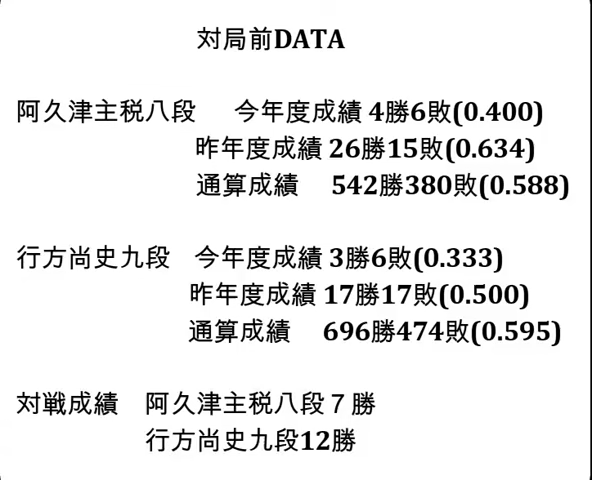 対局前DATA
阿久津主税八段 今年度成績 4勝6敗(0.400)
昨年度成績 26勝15敗(0.634)
通算成績 542勝380敗(0.588)
行方尚史九段 今年度成績 3勝6敗(0.333)
昨年度成績 17勝17敗(0.500)
通算成績 696勝474敗(0.595)
対戦成績 阿久津主税八段７勝
行方尚史九段12勝